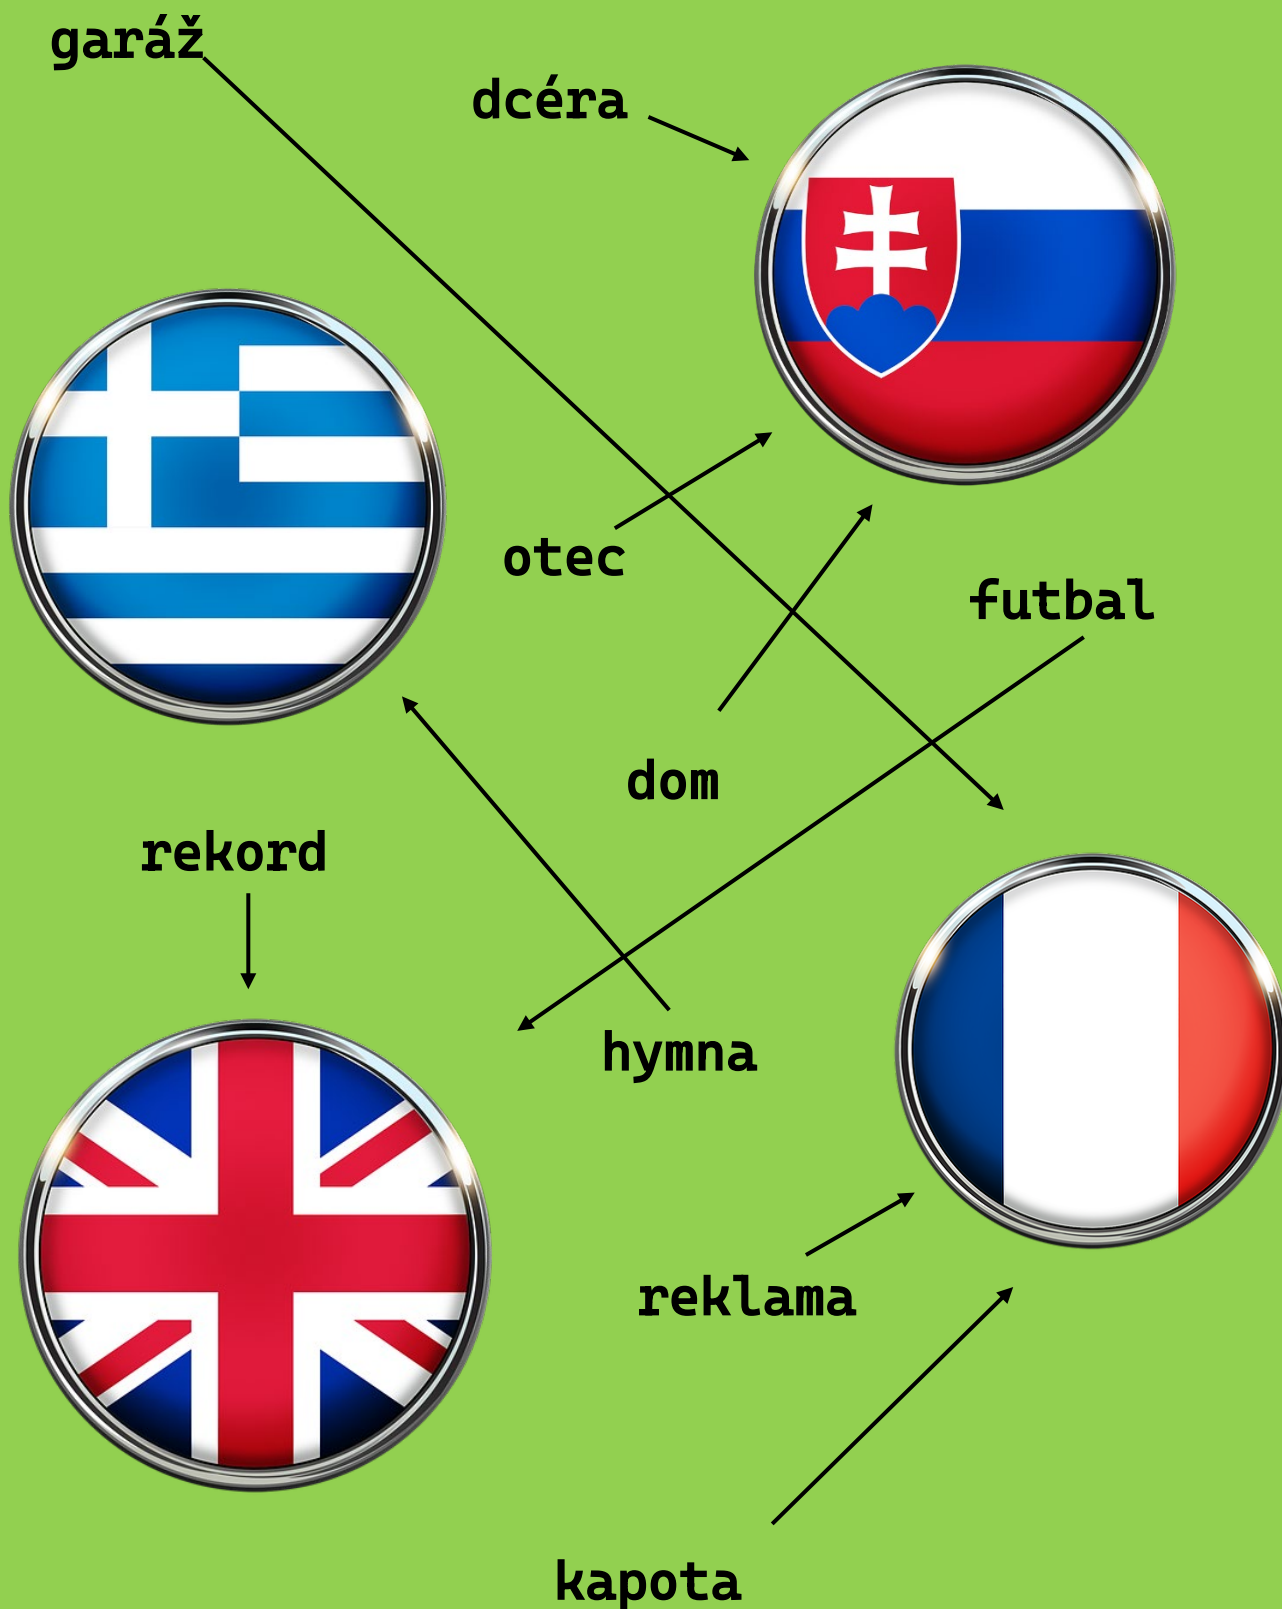 garáž
dcéra
otec
futbal
dom
rekord
hymna
reklama
kapota